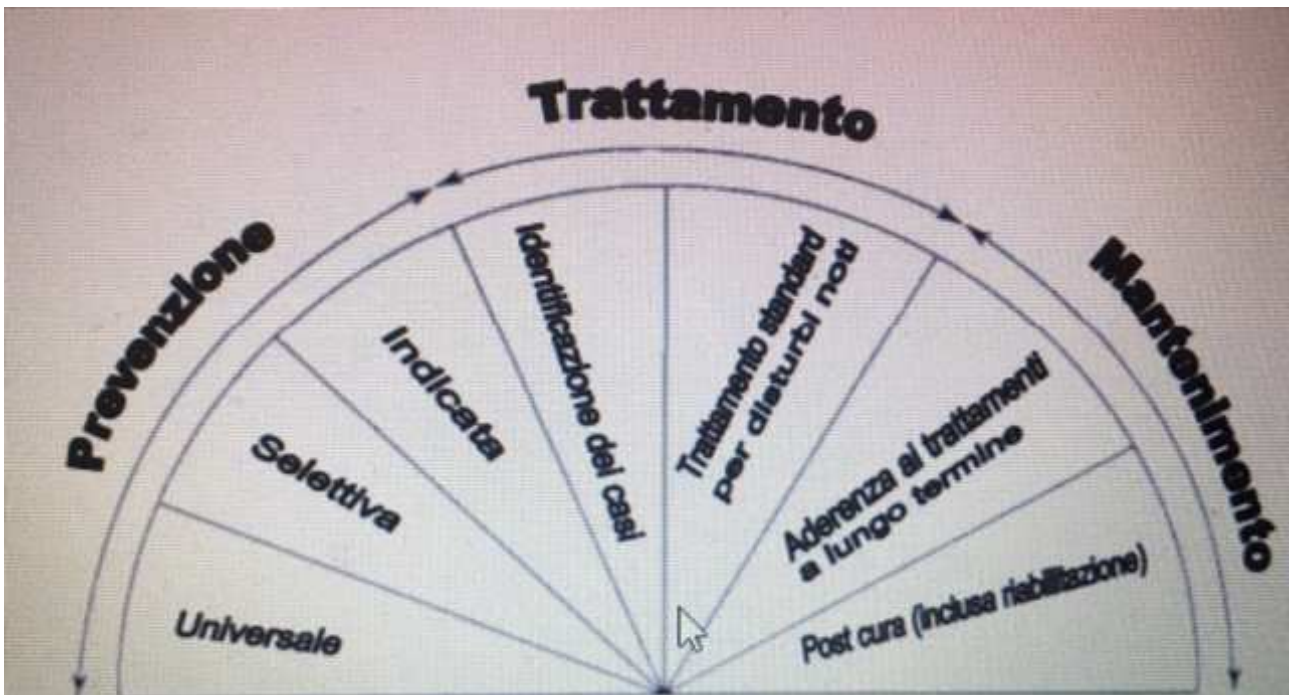 Trattamento
Prevenzione
Mantenimento
Universale
Selettiva
Indicata
Identificazione dei casi
Trattamento standard
per disturbi noti
Aderenza ai trattamenti
a lungo termine
Post cura (inclusa riabilitazione)